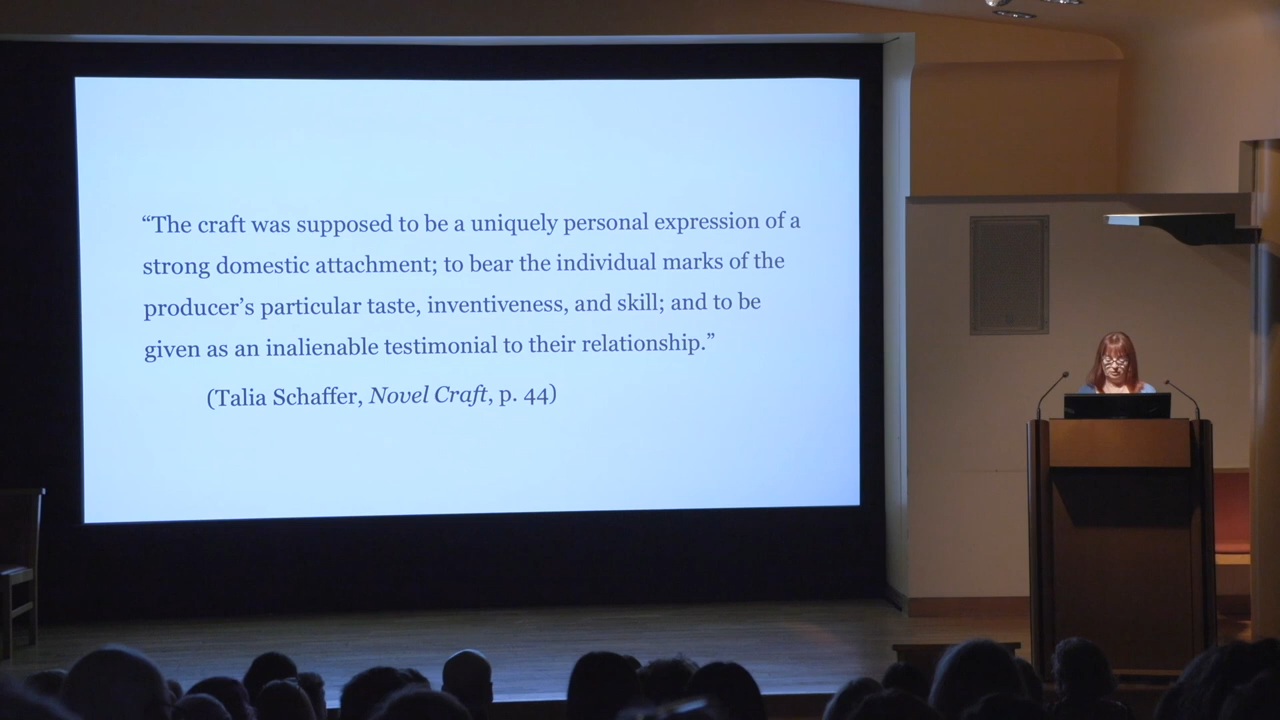 “The craft was supposed to be a uniquely personal expression of a
strong domestic attachment; to bear the individual marks of the
producer’s particular taste, inventiveness, and skill; and to be
given as an inalienable testimonial to their relationship.”
(Talia Schaffer, Novel Craft, p. 44)